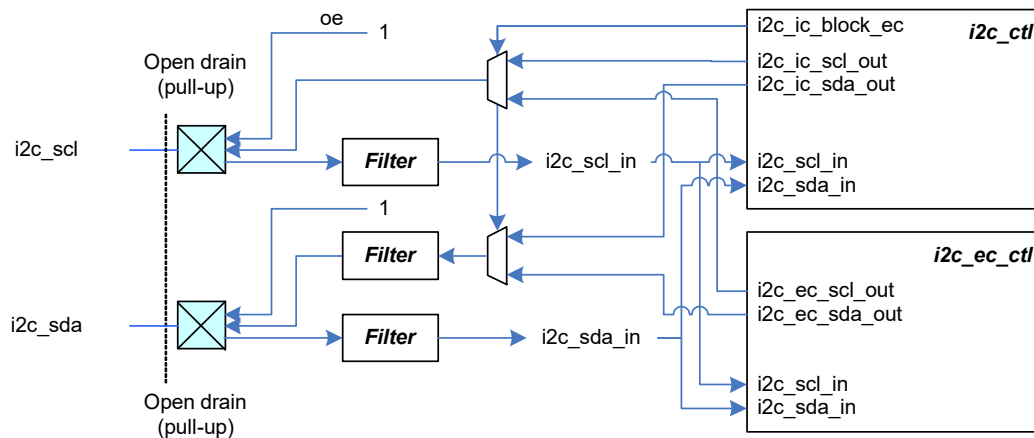 oe
1
Open drain
(pull-up)
i2c_scl
Filter
i2c_scl_in
1
Filter
i2c_sda
Filter
i2c_sda_in
Open drain
(pull-up)
i2c_ctl
i2c_ic_block_ec
i2c_ic_scl_out
i2c_ic_sda_out
i2c_scl_in
i2c_sda_in
i2c_ec_ctl
i2c_ec_scl_out
i2c_ec_sda_out
i2c_scl_in
i2c_sda_in